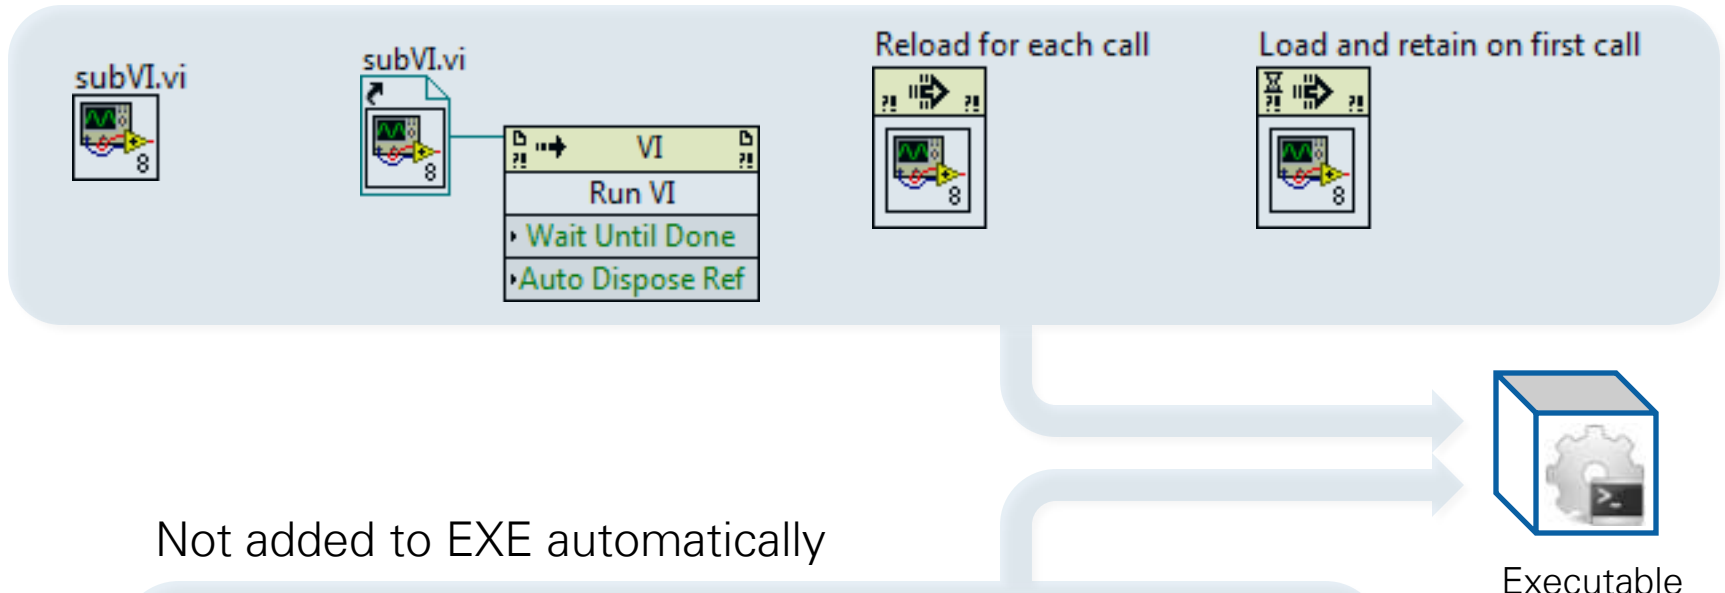 subVI.vi
8
subVI.vi
8
?!
VI
?!
Run VI
Wait Until Done
Auto Dispose Ref
Reload for each call
?!
?!
8
Load and retain on first call
?!
?!
8
>_
Not added to EXE automatically
Executable